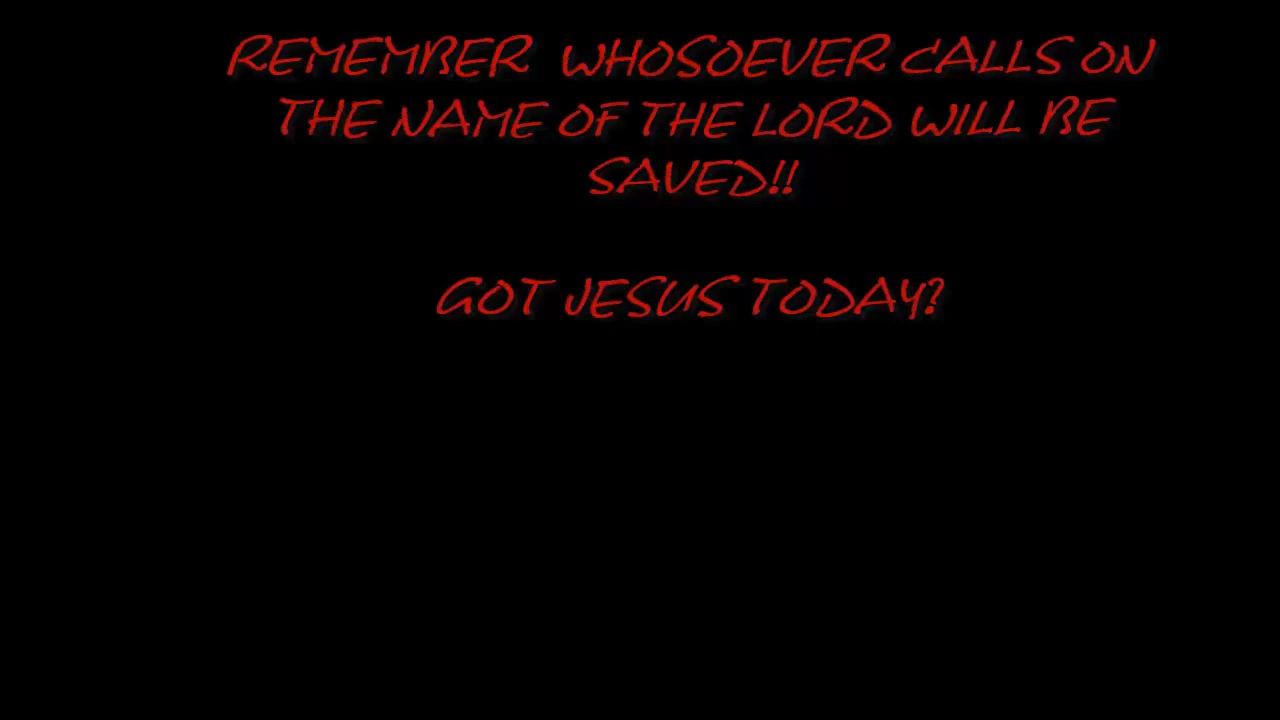 REMEMBER WHOSOEVER CALLS ON
THE NAME OF THE LORD WILL BE
SAVED!!
GOT JESUS TODAY?